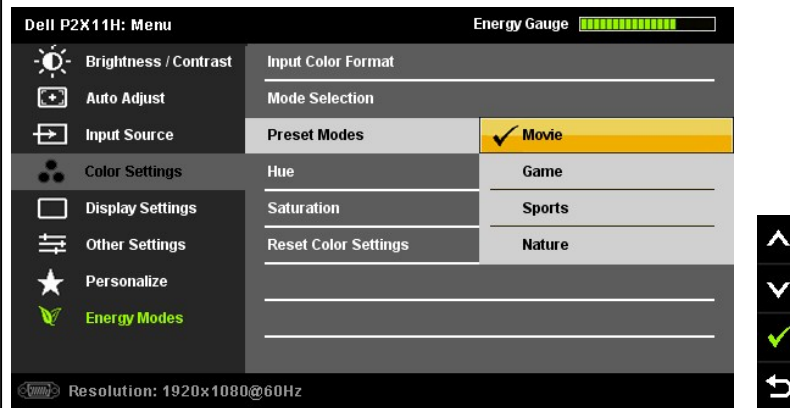 Dell P2X11H: Menu
Energy Gauge
Brightness / Contrast
Input Color Format
Auto Adjust
Mode Selection
Input Source
Preset Modes
Movie
Color Settings
Hue
Game
Display Settings
Saturation
Sports
Other Settings
Reset Color Settings
Nature
Personalize
Energy Modes
Resolution: 1920x1080@60Hz